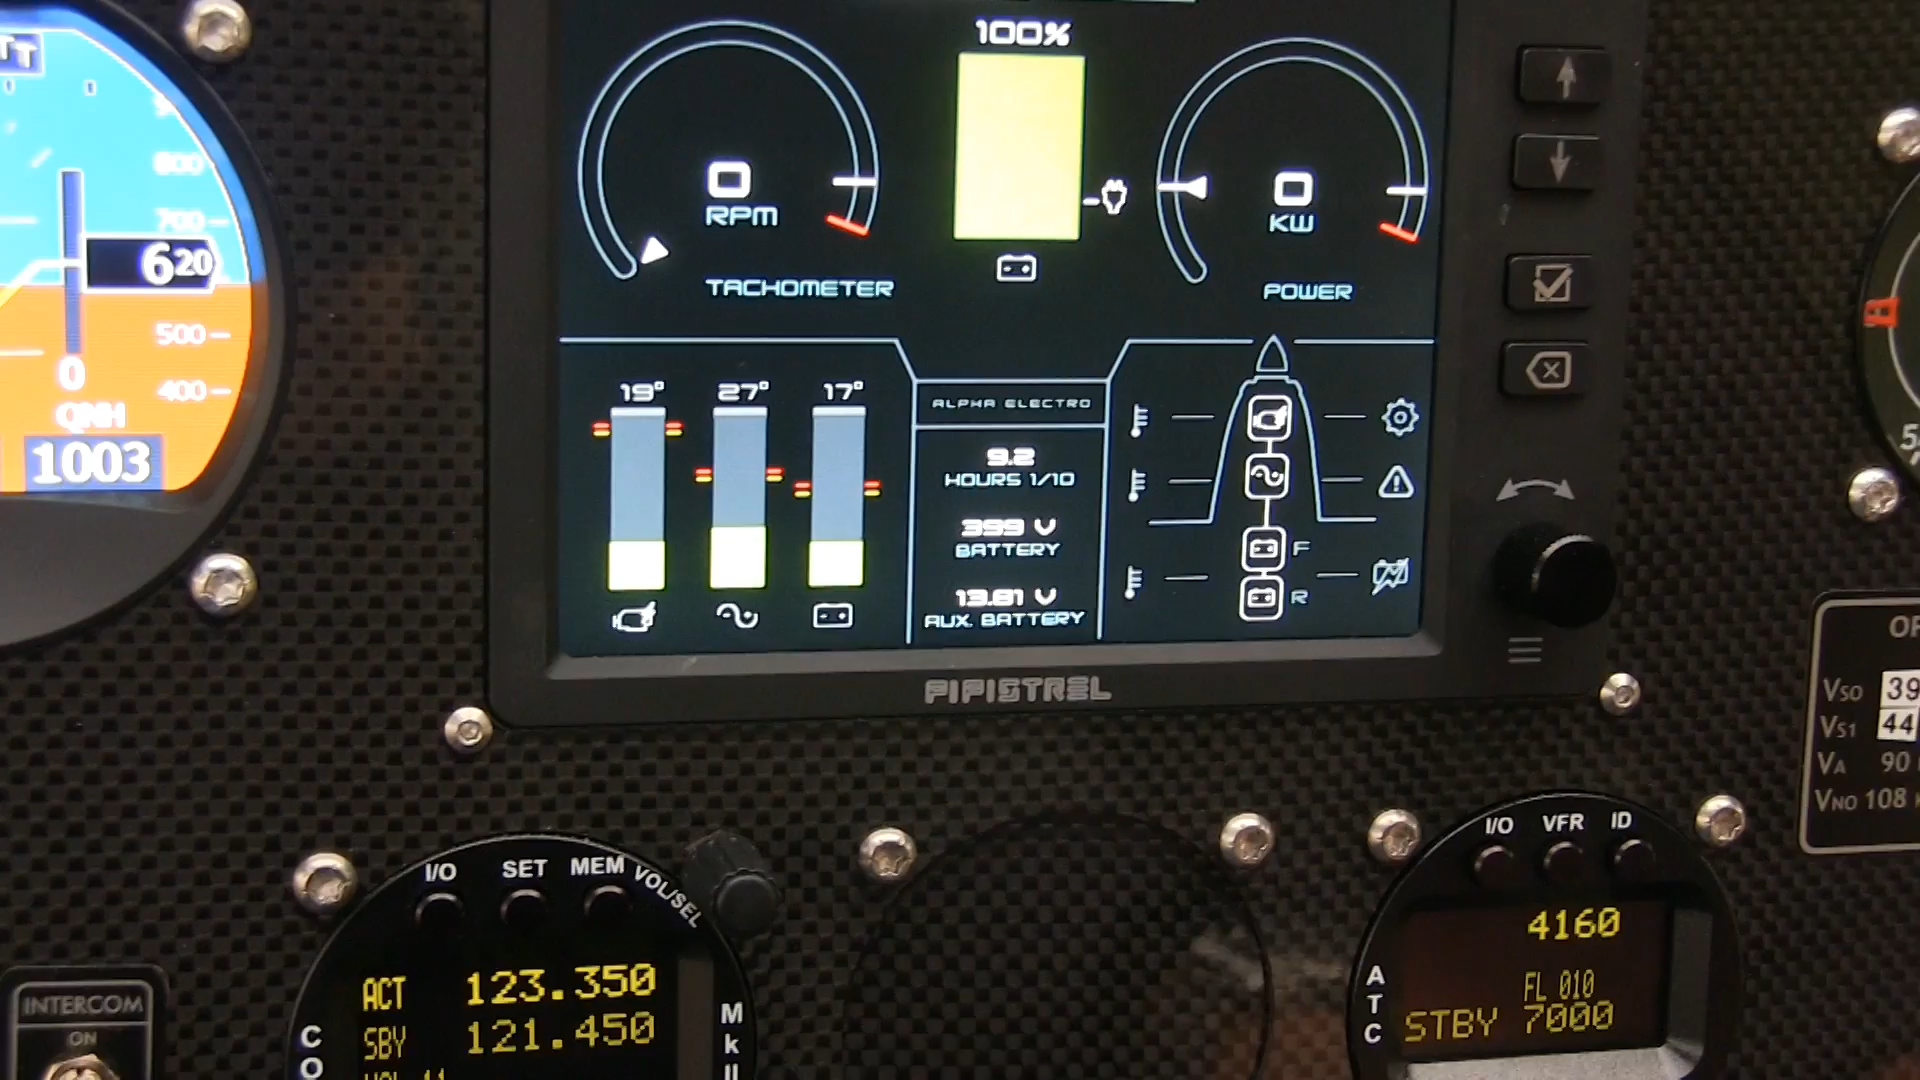 TT
800
700
620
500
400
0
QNH
1003
100%
0
RPM
TACHOMETER
0
KW
POWER
19° 27° 17°
ALPHA ELECTRO
9.2
HOURS 1/10
399 V
BATTERY
13.81 V
AUX. BATTERY
F
R
PIPISTREL
VSO 39
VS1 44
VA 90
VNO 108
I/O SET MEM VOL/SEL
ACT 123.350
SBY 121.450
CO
MkII
INTERCOM
ON
I/O VFR ID
4160
FL 010
STBY 7000
ATC